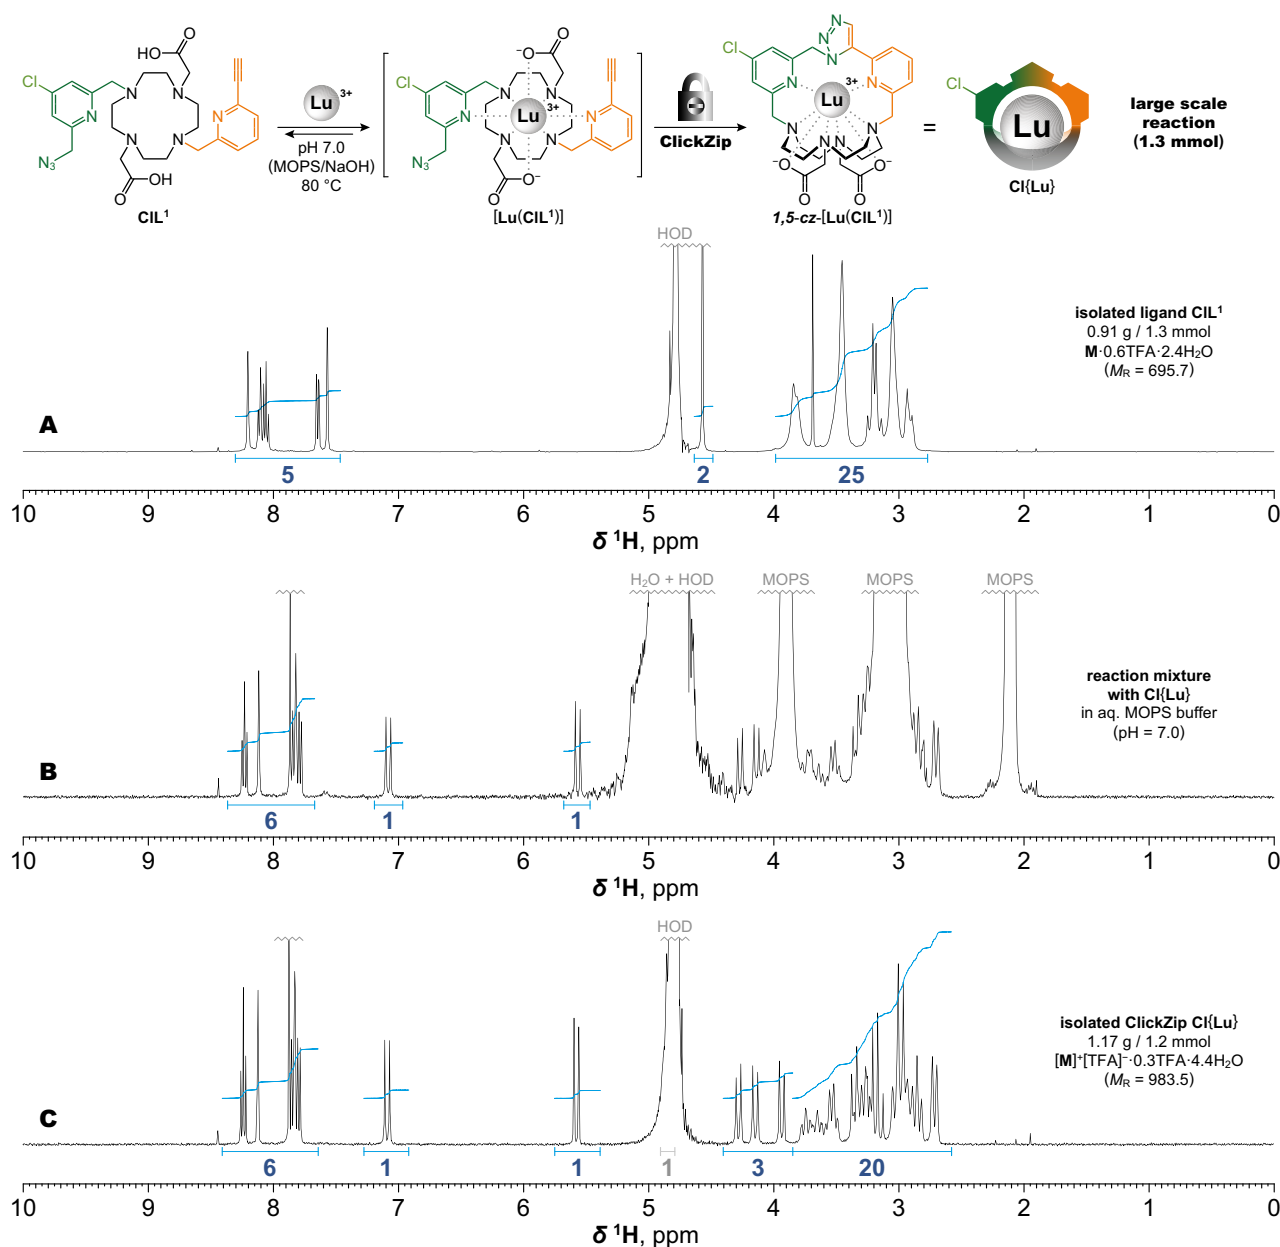 Cl
N
N₃
OH
O
N
N
N
N
O
OH
N
ClL¹
Lu
3+
pH 7.0
(MOPS/NaOH)
80 °C
O
O⁻
Cl
N
N₃
N
N
N
N
Lu
3+
N
O⁻
O
[Lu(ClL¹)]
ClickZip
N
N
N
Cl
N
N
3+
Lu
N
N
N
N
O⁻
O
O⁻
O
1,5-cz-[Lu(ClL¹)]
=
Cl
Lu
Cl{Lu}
large scale
reaction
(1.3 mmol)
HOD
isolated ligand ClL¹
0.91 g / 1.3 mmol
M·0.6TFA·2.4H₂O
(MR = 695.7)
A
5
2
25
10 9 8 7 6 5 4 3 2 1 0
δ ¹H, ppm
H₂O + HOD
MOPS
MOPS
MOPS
reaction mixture
with Cl{Lu}
in aq. MOPS buffer
(pH = 7.0)
B
6
1
1
10 9 8 7 6 5 4 3 2 1 0
δ ¹H, ppm
HOD
isolated ClickZip Cl{Lu}
1.17 g / 1.2 mmol
[M]⁺[TFA]⁻·0.3TFA·4.4H₂O
(MR = 983.5)
C
6
1
1
1
3
20
10 9 8 7 6 5 4 3 2 1 0
δ ¹H, ppm